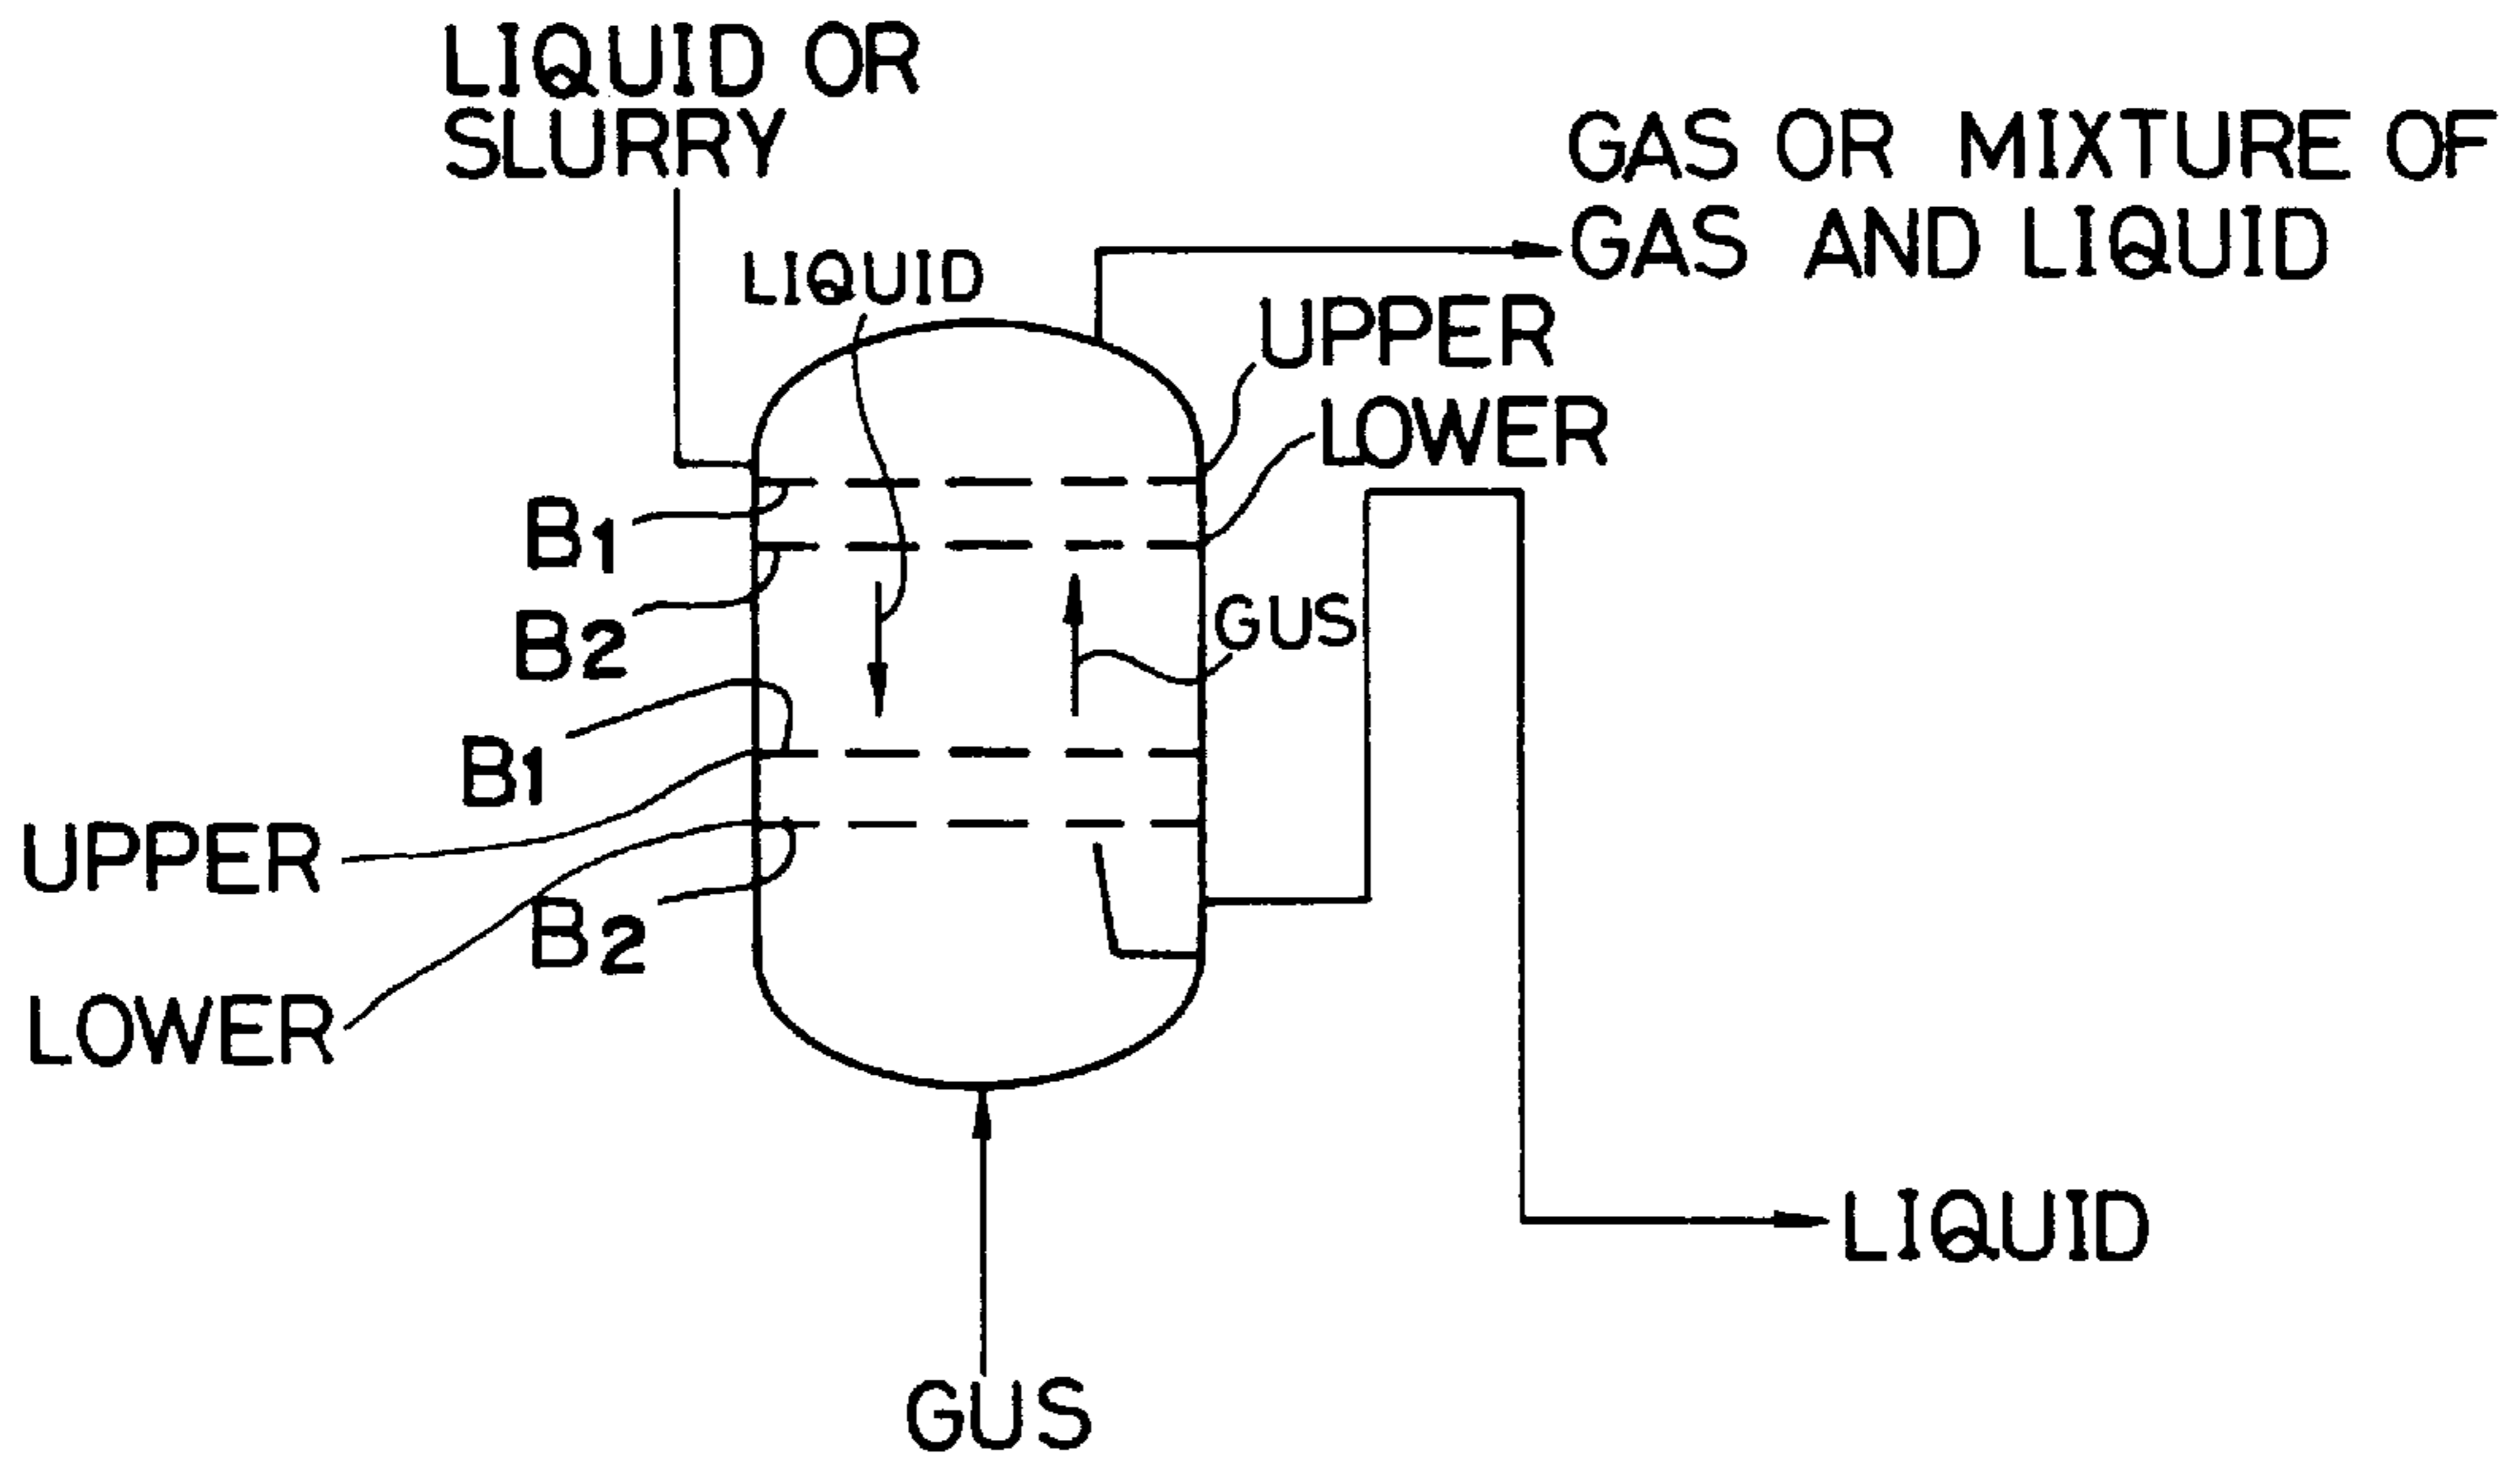 LIQUID OR
SLURRY
GAS OR MIXTURE OF
GAS AND LIQUID
LIQUID
UPPER
LOWER
B1
B2
GUS
B1
UPPER
B2
LOWER
LIQUID
GUS